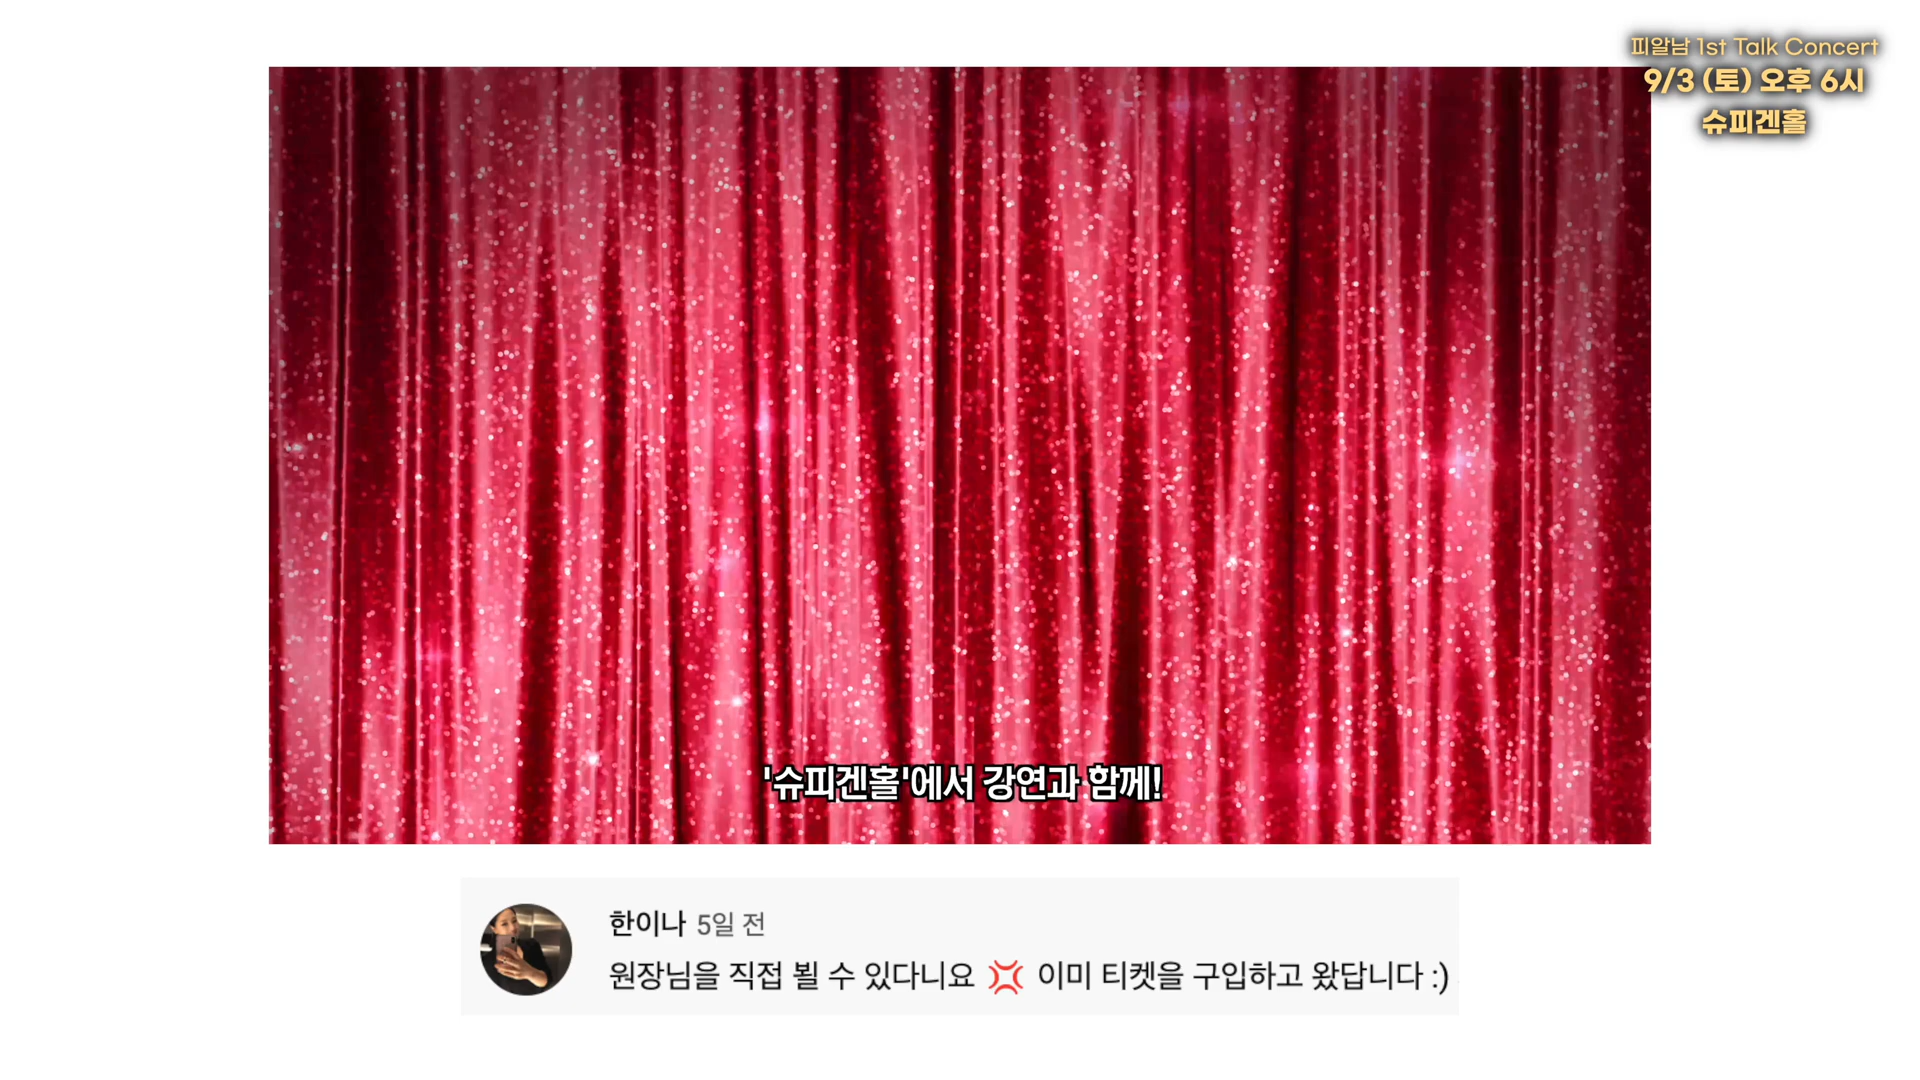 피알남 1st Talk Concert
9/3 (토) 오후 6시
슈피겐홀
'슈피겐홀'에서 강연과 함께!
한이나 5일 전
원장님을 직접 뵐 수 있다니요 💢 이미 티켓을 구입하고 왔답니다 :)